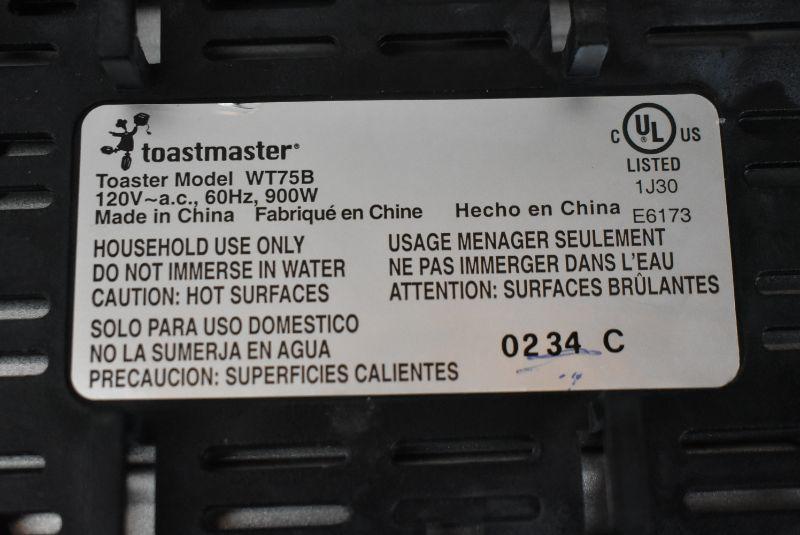 toastmaster®
C UL US
®
LISTED
1J30
E6173
Toaster Model WT75B
120V~a.c., 60Hz, 900W
Made in China Fabriqué en Chine Hecho en China
HOUSEHOLD USE ONLY
DO NOT IMMERSE IN WATER
CAUTION: HOT SURFACES
USAGE MENAGER SEULEMENT
NE PAS IMMERGER DANS L'EAU
ATTENTION: SURFACES BRÛLANTES
SOLO PARA USO DOMESTICO
NO LA SUMERJA EN AGUA
PRECAUCION: SUPERFICIES CALIENTES
0234 C